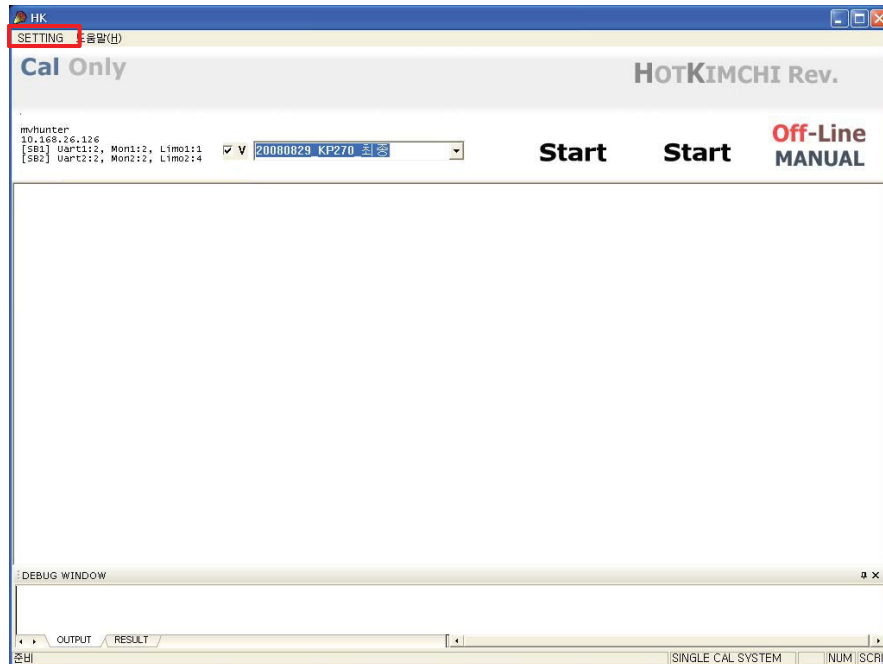 HK
SETTING 도움말(H)
Cal Only
HOTKIMCHI Rev.
mvhunter
10.168.26.126
[SB1] Uart1:2, Mon1:2, Limo1:1
[SB2] Uart2:2, Mon2:2, Limo2:4
V 20080829_KP270_최종
Start Start
Off-Line
MANUAL
DEBUG WINDOW
OUTPUT RESULT
준비 SINGLE CAL SYSTEM NUM SCRL